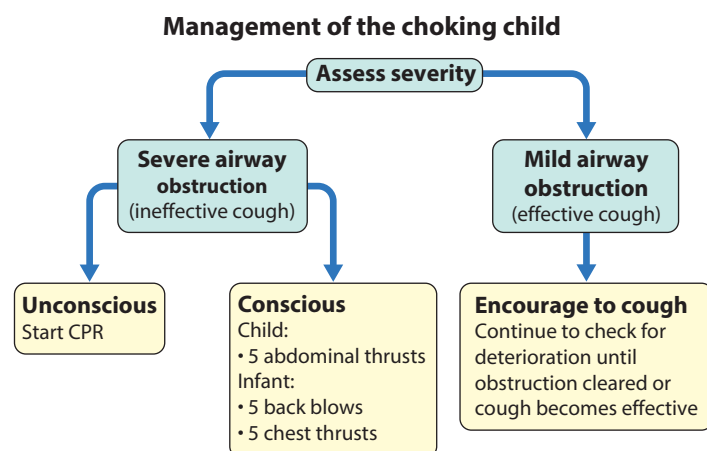 Management of the choking child
Assess severity
Severe airway
obstruction
(ineffective cough)
Mild airway
obstruction
(effective cough)
Unconscious
Start CPR
Conscious
Child:
• 5 abdominal thrusts
Infant:
• 5 back blows
• 5 chest thrusts
Encourage to cough
Continue to check for
deterioration until
obstruction cleared or
cough becomes effective